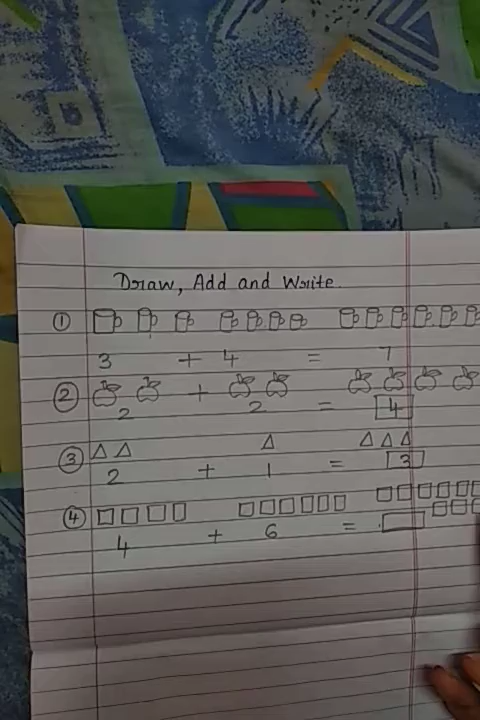 Draw, Add and Write.
① 
3 + 4 = 7
② +
2 2 = 4
③
2 + 1 = 3
④
4 + 6 =